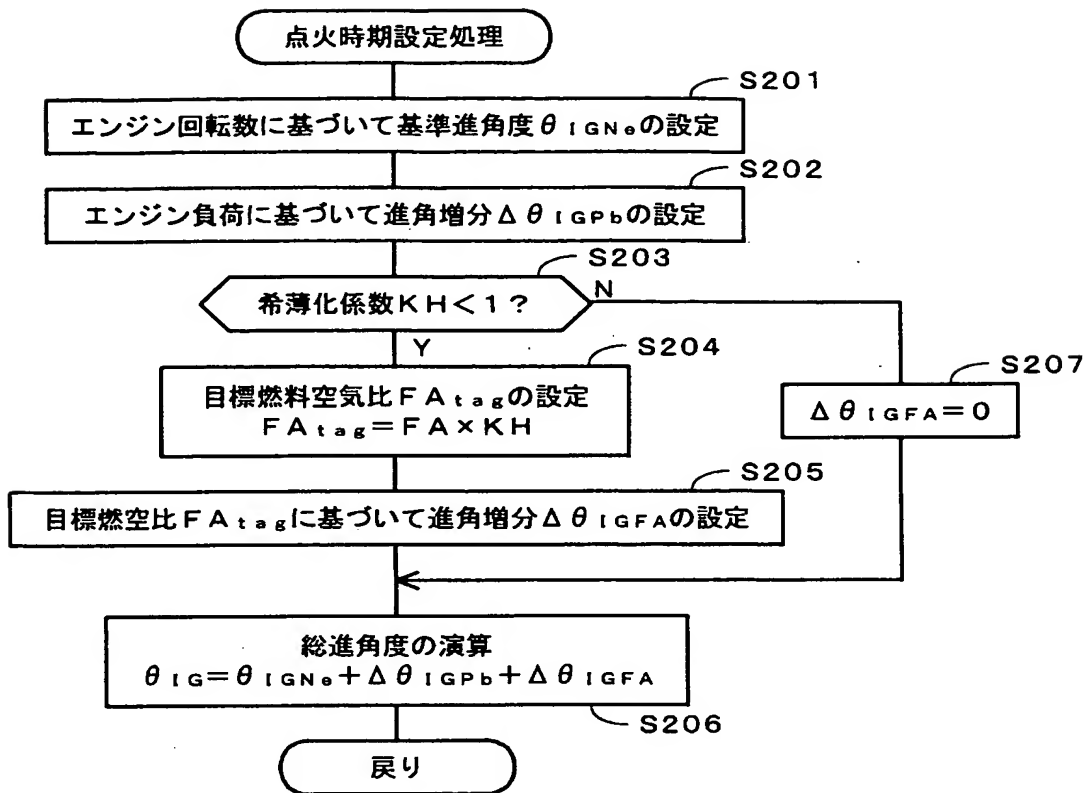 点火時期設定処理
S201
エンジン回転数に基づいて基準進角度θIGNeの設定
S202
エンジン負荷に基づいて進角増分ΔθIGPbの設定
S203
希薄化係数KH<1?
N
Y
S204
目標燃料空気比FAtagの設定
FAtag=FA×KH
S207
ΔθIGFA=0
S205
目標燃空比FAtagに基づいて進角増分ΔθIGFAの設定
総進角度の演算
θIG=θIGNe+ΔθIGPb+ΔθIGFA
S206
戻り